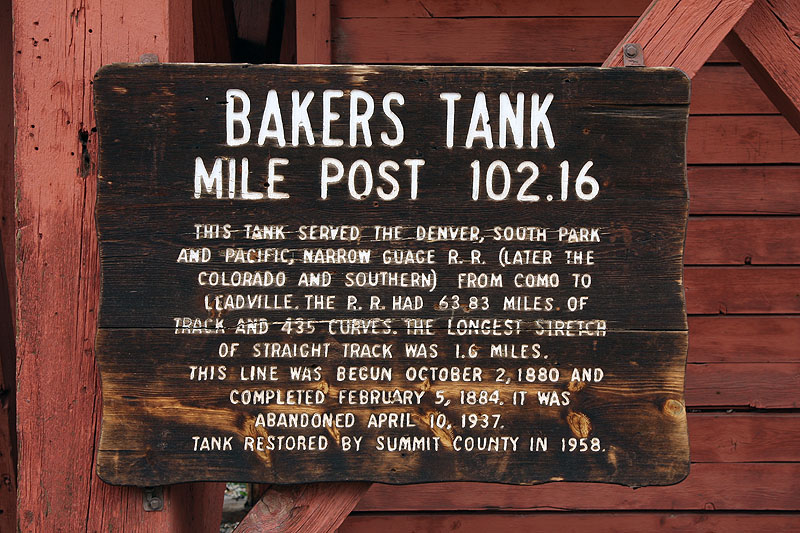 BAKERS TANK
MILE POST 102.16
THIS TANK SERVED THE DENVER, SOUTH PARK
AND PACIFIC, NARROW GUAGE R.R. (LATER THE
COLORADO AND SOUTHERN) FROM COMO TO
LEADVILLE. THE R.R. HAD 63.83 MILES OF
TRACK AND 435 CURVES. THE LONGEST STRETCH
OF STRAIGHT TRACK WAS 1.6 MILES.
THIS LINE WAS BEGUN OCTOBER 2, 1880 AND
COMPLETED FEBRUARY 5, 1884. IT WAS
ABANDONED APRIL 10, 1937.
TANK RESTORED BY SUMMIT COUNTY IN 1958.